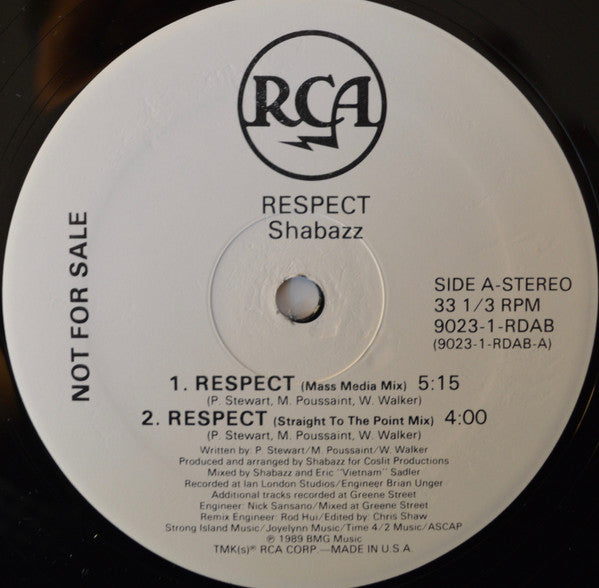 RCA
RESPECT
Shabazz
NOT FOR SALE
SIDE A-STEREO
33 1/3 RPM
9023-1-RDAB
(9023-1-RDAB-A)
1. RESPECT (Mass Media Mix) 5:15
(P. Stewart, M. Poussaint, W. Walker)
2. RESPECT (Straight To The Point Mix) 4:00
(P. Stewart, M. Poussaint, W. Walker)
Written by: P. Stewart/M. Poussaint/W. Walker
Produced and arranged by Shabazz for Coslit Productions
Mixed by Shabazz and Eric "Vietnam" Sadler
Recorded at Ian London Studios/Engineer Brian Unger
Additional tracks recorded at Greene Street
Engineer: Nick Sansano/Mixed at Greene Street
Remix Engineer: Rod Hui/Edited by: Chris Shaw
Strong Island Music/Joyelynn Music/Time 4/2 Music/ASCAP
℗ 1989 BMG Music
TMK(s)® RCA CORP.—MADE IN U.S.A.